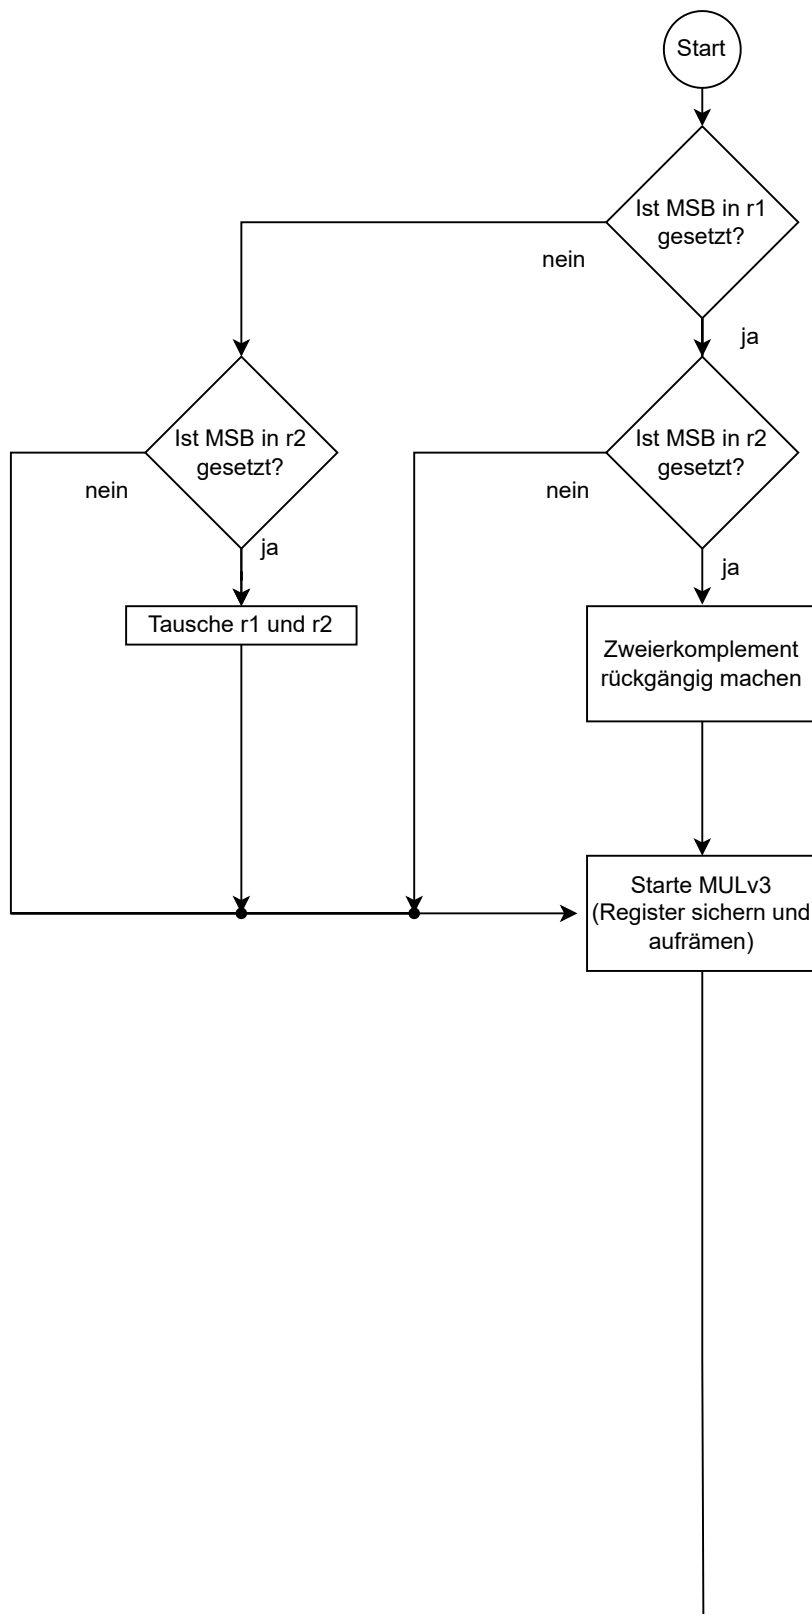 Start
Ist MSB in r1
gesetzt?
nein
ja
Ist MSB in r2
gesetzt?
nein
ja
Ist MSB in r2
gesetzt?
nein
ja
Tausche r1 und r2
Zweierkomplement
rückgängig machen
Starte MULv3
(Register sichern und
aufrämen)